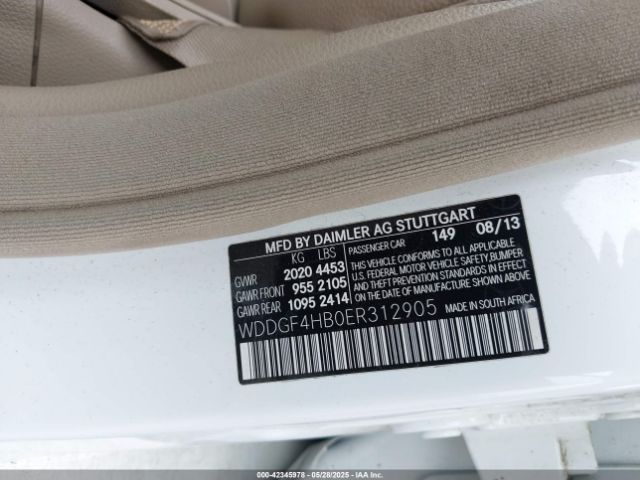 MFD BY DAIMLER AG STUTTGART
KG LBS PASSENGER CAR 149 08/13
GVWR 2020 4453
GAWR FRONT 955 2105
GAWR REAR 1095 2414
THIS VEHICLE CONFORMS TO ALL APPLICABLE
U.S. FEDERAL MOTOR VEHICLE SAFETY, BUMPER,
AND THEFT PREVENTION STANDARDS IN EFFECT
ON THE DATE OF MANUFACTURE SHOWN ABOVE.
WDDGF4HB0ER312905 MADE IN SOUTH AFRICA
000-42345978 - 05/28/2025 - IAA Corp.